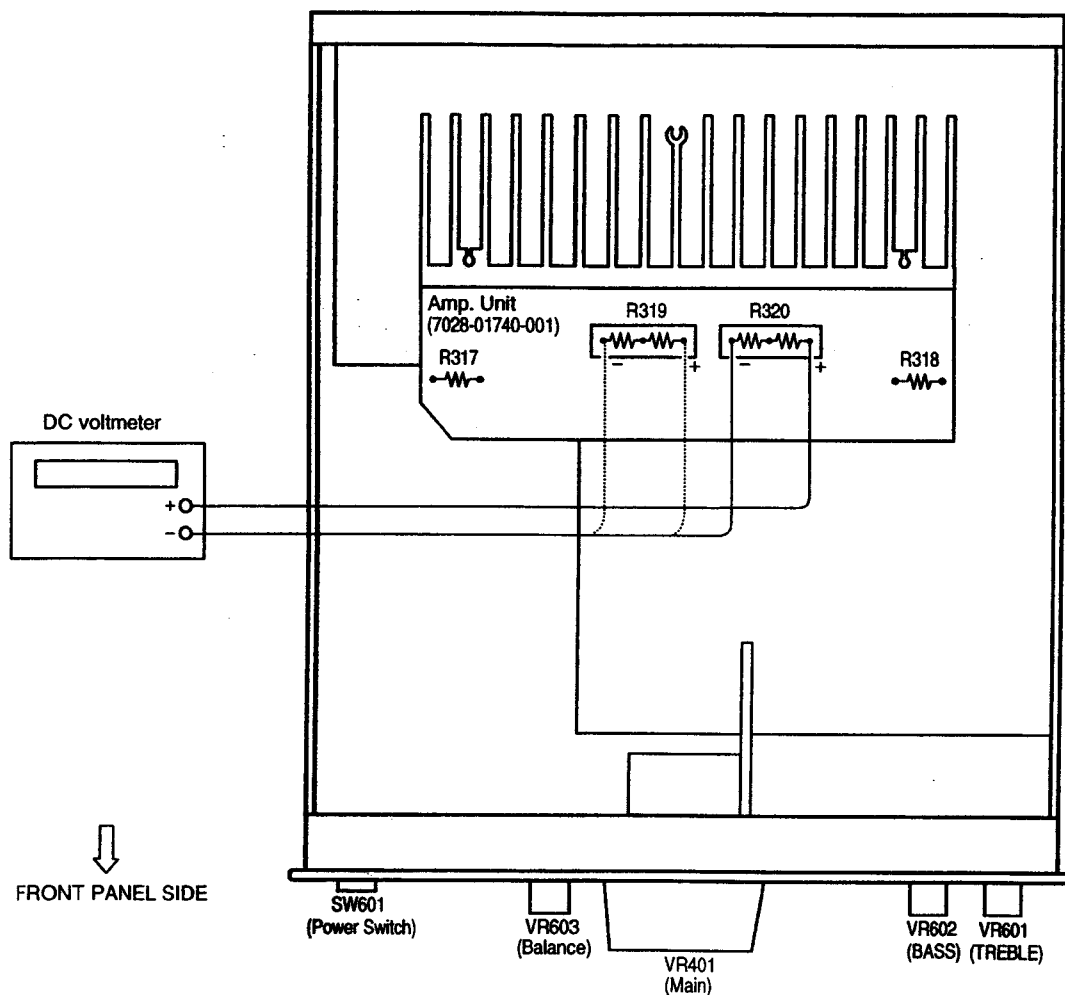 Amp. Unit
(7028-01740-001)
R319
R320
R317
R318
−
+
−
+
DC voltmeter
+
−
FRONT PANEL SIDE
SW601
(Power Switch)
VR603
(Balance)
VR401
(Main)
VR602
(BASS)
VR601
(TREBLE)